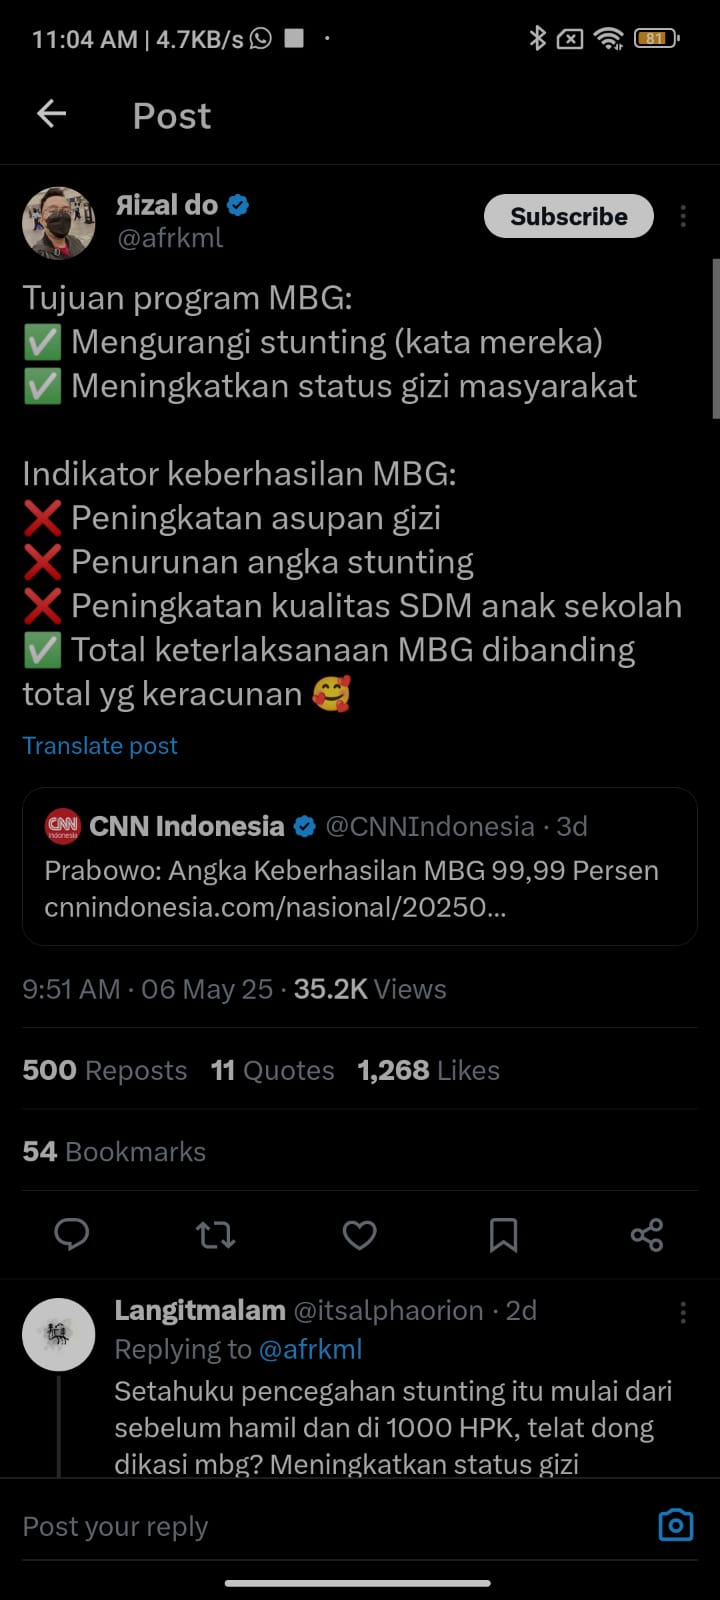 11:04 AM | 4.7KB/s
81
Post
Яizal do
@afrkml
Subscribe
Tujuan program MBG:
✅ Mengurangi stunting (kata mereka)
✅ Meningkatkan status gizi masyarakat
Indikator keberhasilan MBG:
❌ Peningkatan asupan gizi
❌ Penurunan angka stunting
❌ Peningkatan kualitas SDM anak sekolah
✅ Total keterlaksanaan MBG dibanding
total yg keracunan 🥰
Translate post
CNN Indonesia
CNN Indonesia @CNNIndonesia · 3d
Prabowo: Angka Keberhasilan MBG 99,99 Persen
cnnindonesia.com/nasional/20250...
9:51 AM · 06 May 25 · 35.2K Views
500 Reposts 11 Quotes 1,268 Likes
54 Bookmarks
Langitmalam @itsalphaorion · 2d
Replying to @afrkml
Setahuku pencegahan stunting itu mulai dari
sebelum hamil dan di 1000 HPK, telat dong
dikasi mbg? Meningkatkan status gizi
Post your reply